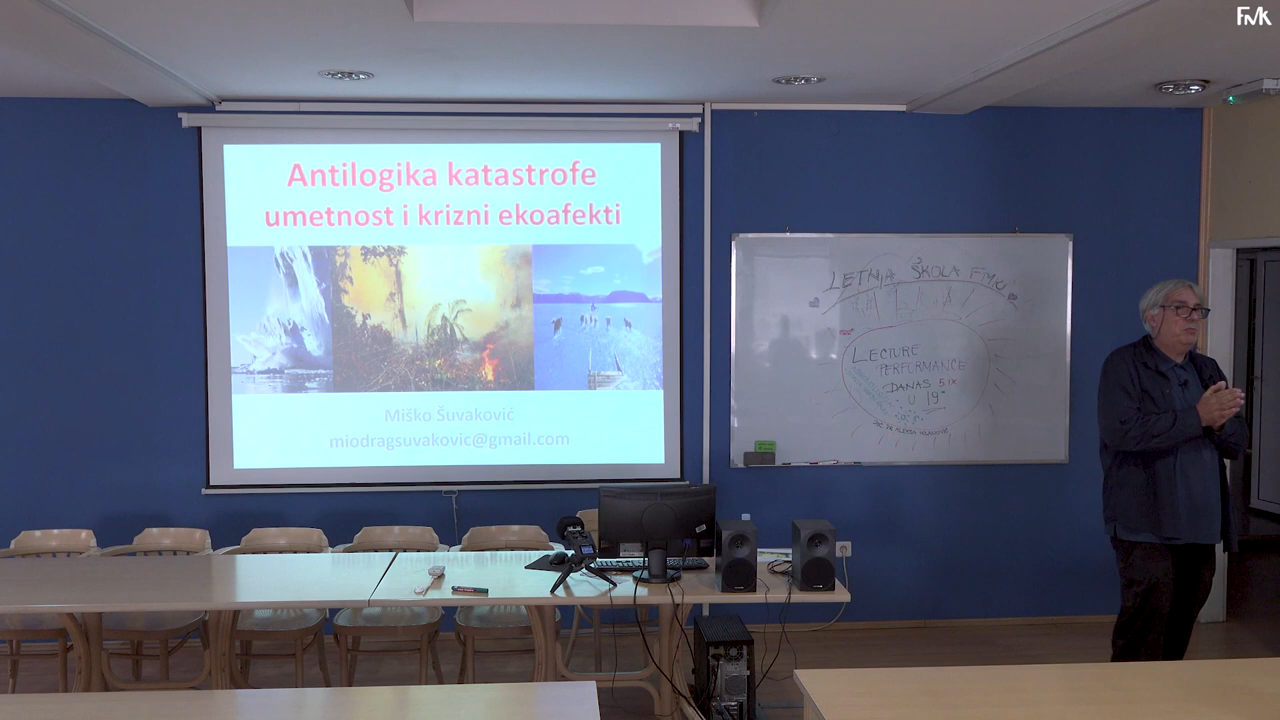 FMK
Antilogika katastrofe
umetnost i krizni ekoafekti
Miško Šuvaković
miodragsuvakovic@gmail.com
LETNJA ŠKOLA FMK
LECTURE
PERFORMANCE
DANAS 5 IX
U 19